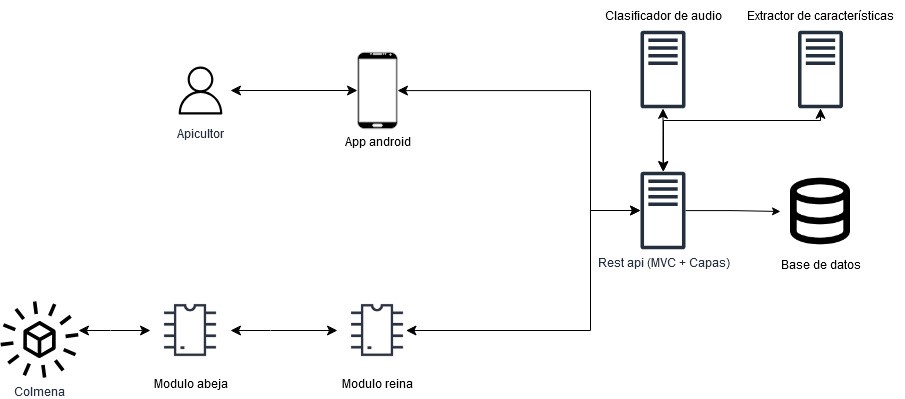 Clasificador de audio
Extractor de características
Apicultor
App android
Rest api (MVC + Capas)
Base de datos
Colmena
Modulo abeja
Modulo reina